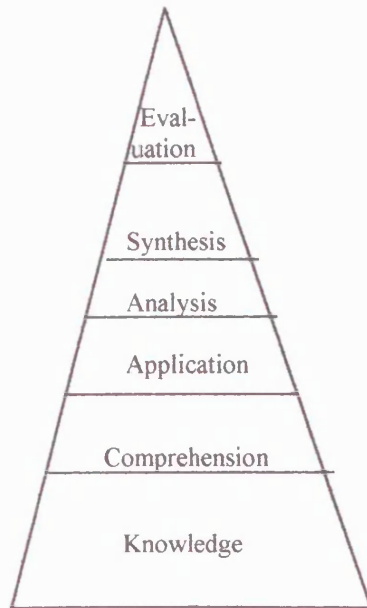 Eval-
uation
Synthesis
Analysis
Application
Comprehension
Knowledge